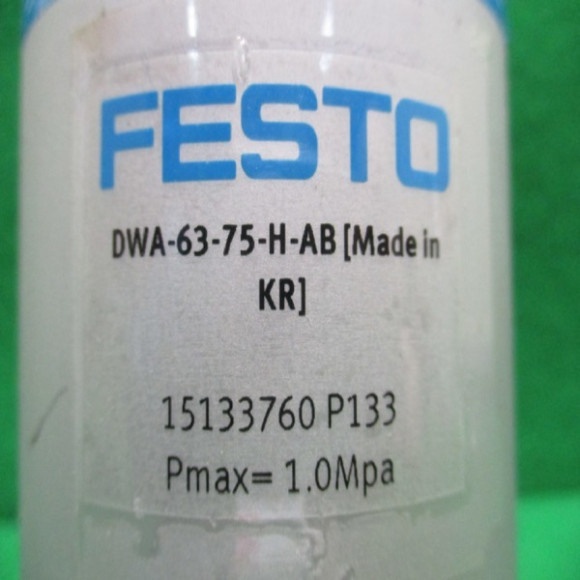 FESTO
DWA-63-75-H-AB [Made in
KR]
15133760 P133
Pmax= 1.0Mpa